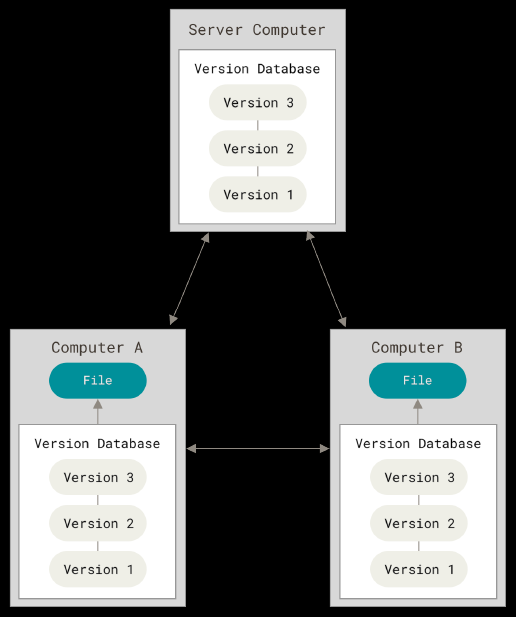 Server Computer
Version Database
Version 3
Version 2
Version 1
Computer A
File
Version Database
Version 3
Version 2
Version 1
Computer B
File
Version Database
Version 3
Version 2
Version 1